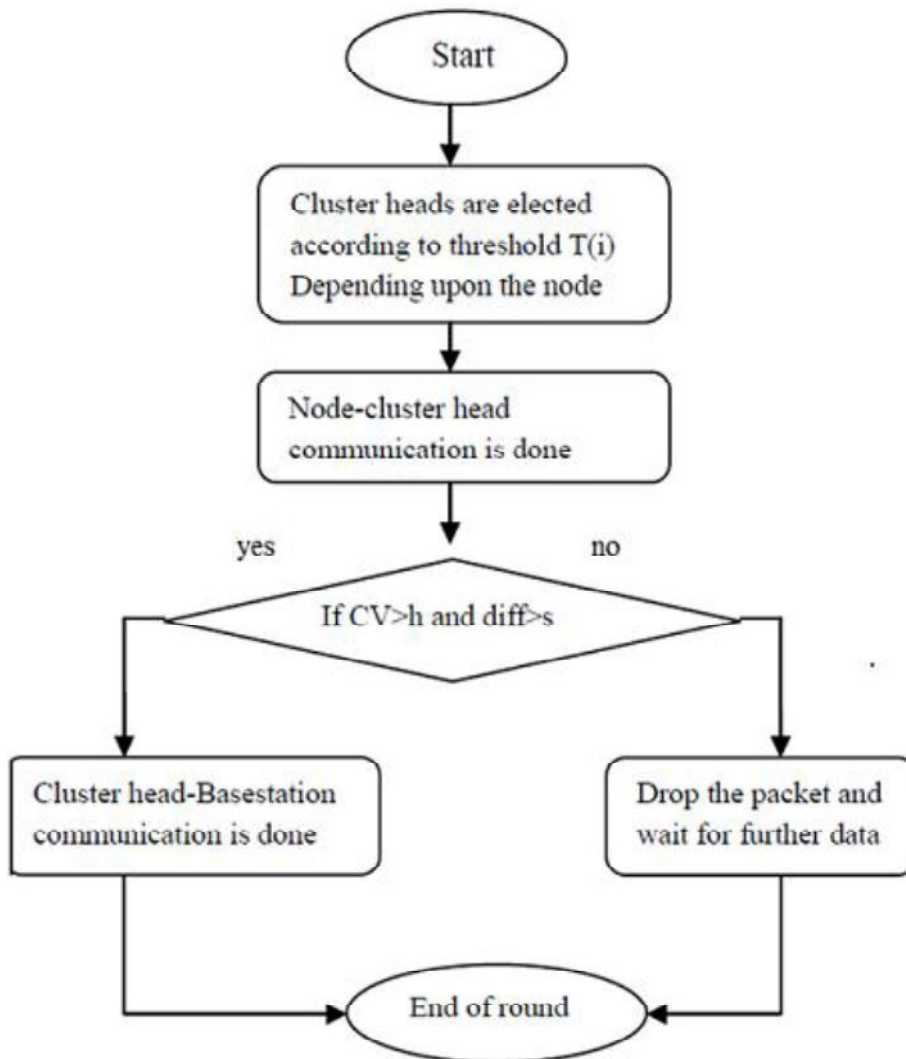 Start
Cluster heads are elected
according to threshold T(i)
Depending upon the node
Node-cluster head
communication is done
yes
no
If CV>h and diff>s
Cluster head-Basestation
communication is done
Drop the packet and
wait for further data
End of round